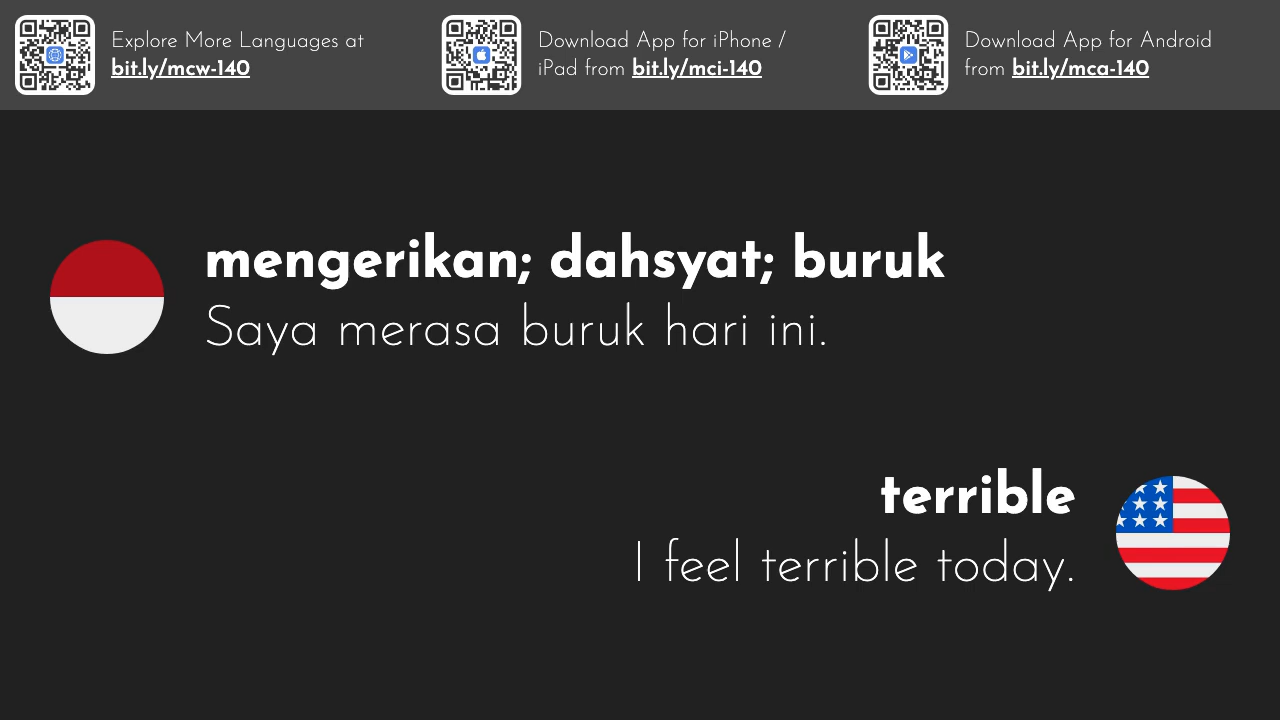 Explore More Languages at
bit.ly/mcw-140
Download App for iPhone /
iPad from bit.ly/mci-140
Download App for Android
from bit.ly/mca-140
mengerikan; dahsyat; buruk
Saya merasa buruk hari ini.
terrible
I feel terrible today.